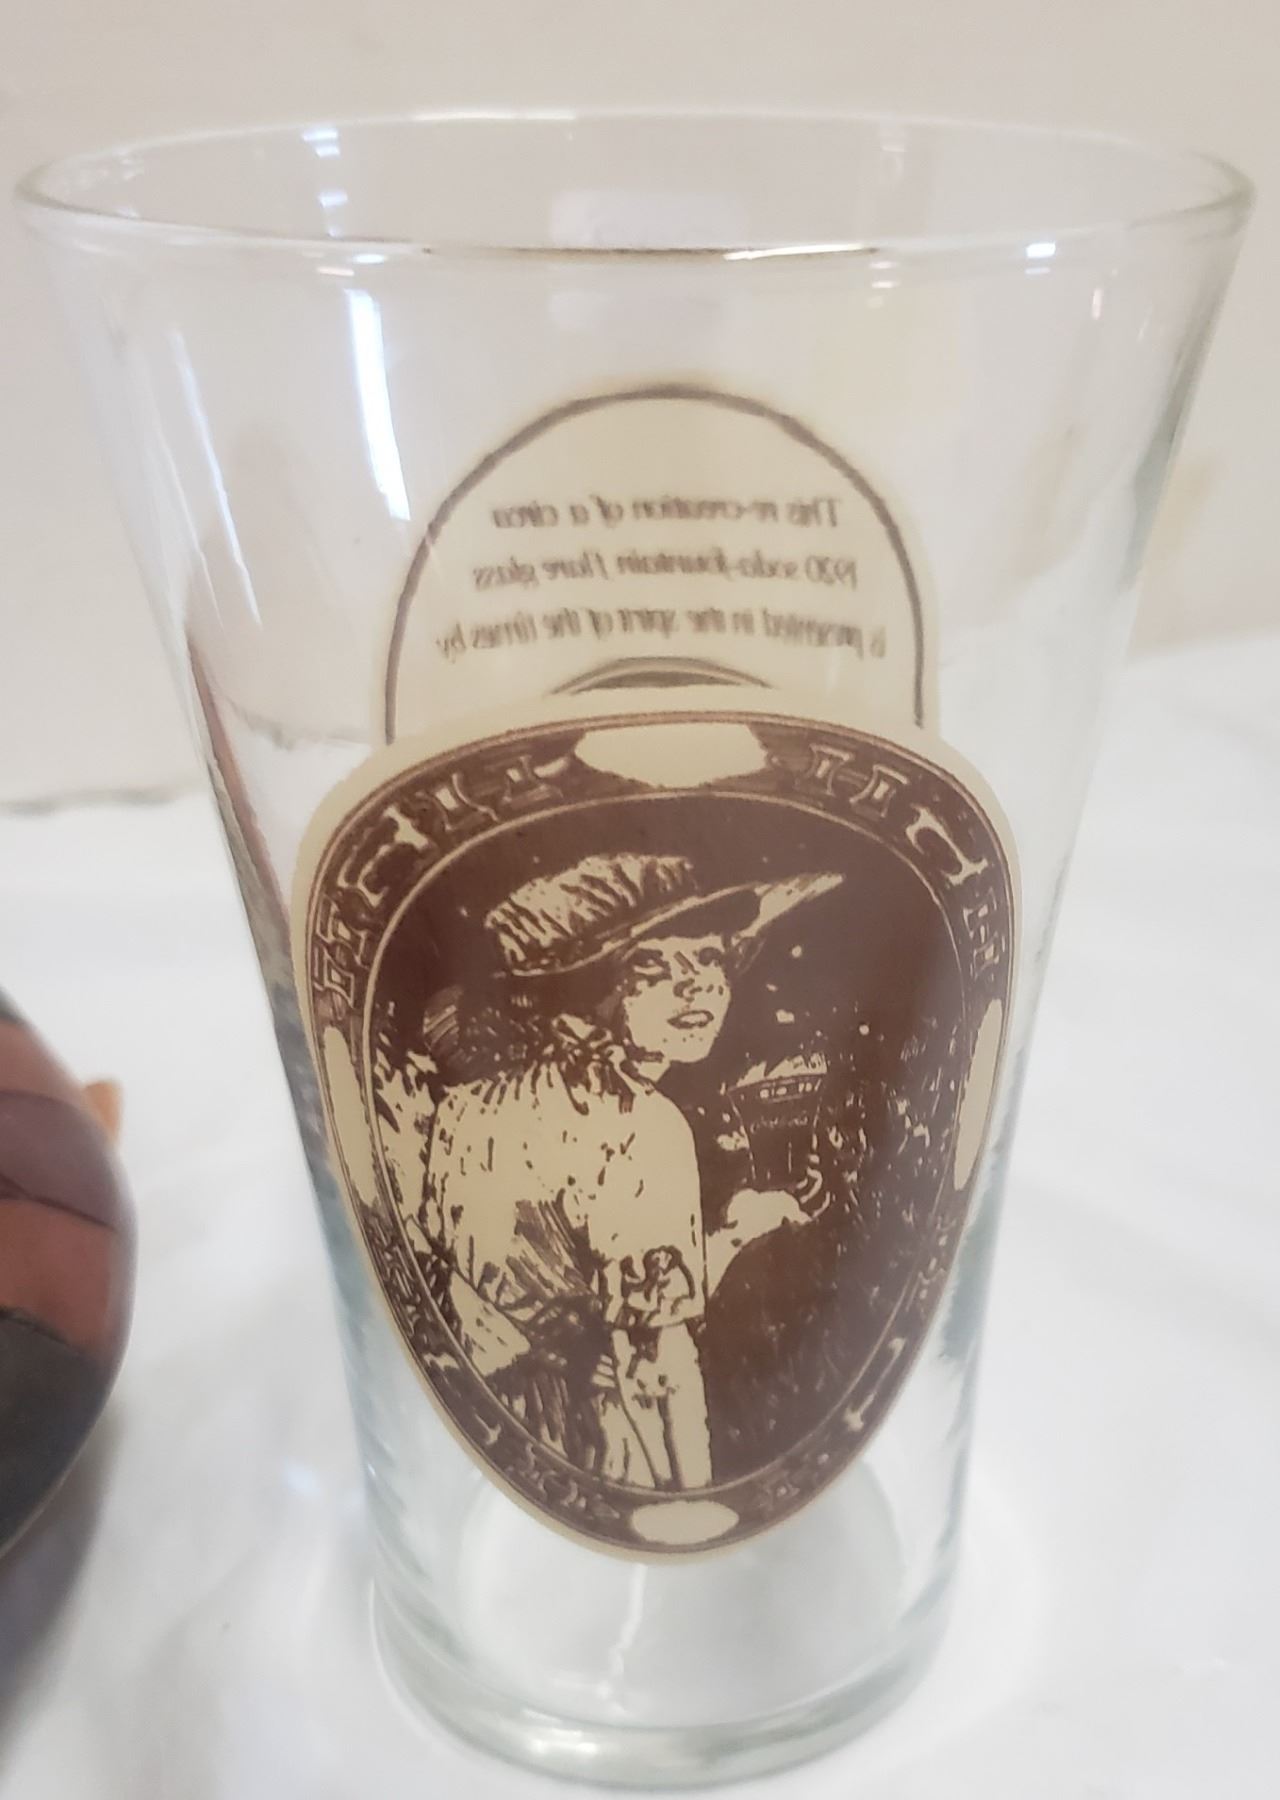 This re-creation of a circa
1920 soda-fountain flare glass
is presented in the spirit of the times by